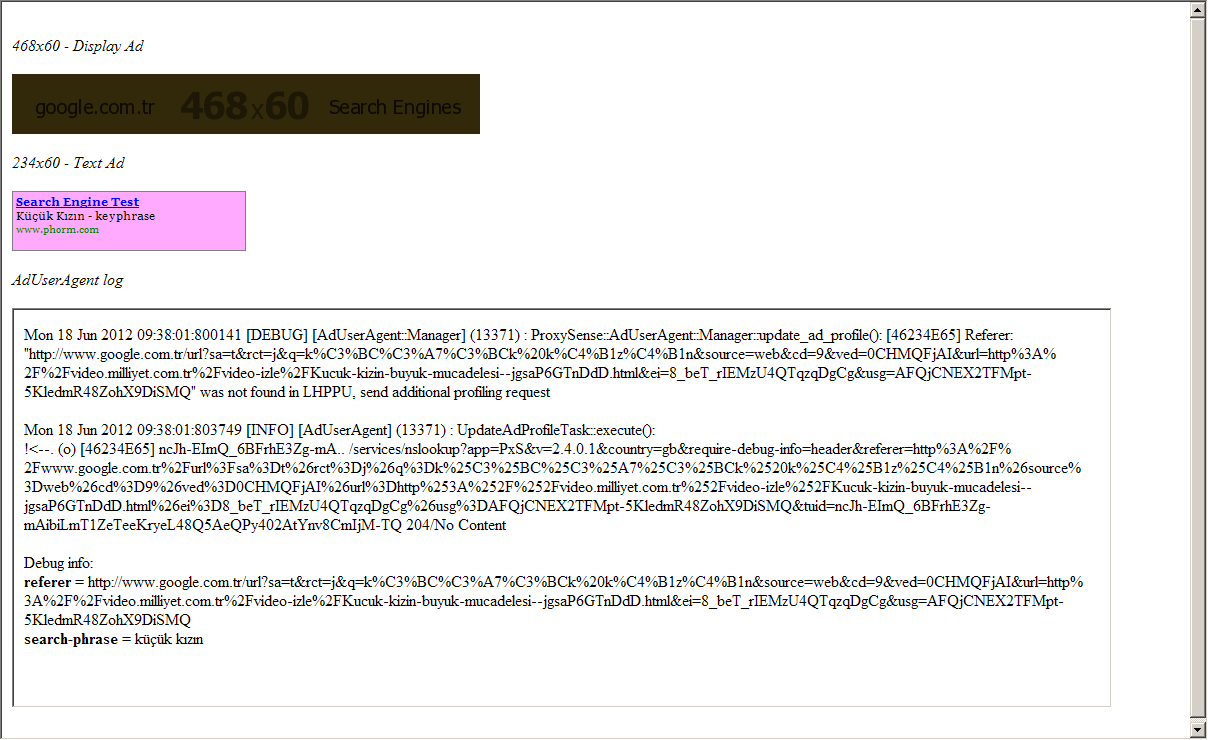 468x60 - Display Ad
google.com.tr 468x60 Search Engines
234x60 - Text Ad
Search Engine Test
Küçük Kızın - keyphrase
www.phorm.com
AdUserAgent log
Mon 18 Jun 2012 09:38:01:800141 [DEBUG] [AdUserAgent::Manager] (13371) : ProxySense::AdUserAgent::Manager::update_ad_profile(): [46234E65] Referer:
"http://www.google.com.tr/url?sa=t&rct=j&q=k%C3%BC%C3%A7%C3%BCk%20k%C4%B1z%C4%B1n&source=web&cd=9&ved=0CHMQFjAI&url=http%3A%
2F%2Fvideo.milliyet.com.tr%2Fvideo-izle%2FKucuk-kizin-buyuk-mucadelesi--jgsaP6GTnDdD.html&ei=8_beT_rIEMzU4QTqzqDgCg&usg=AFQjCNEX2TFMpt-
5KledmR48ZohX9DiSMQ" was not found in LHPPU, send additional profiling request
Mon 18 Jun 2012 09:38:01:803749 [INFO] [AdUserAgent] (13371) : UpdateAdProfileTask::execute():
!<--. (o) [46234E65] ncJh-EImQ_6BFrhE3Zg-mA.. /services/nslookup?app=PxS&v=2.4.0.1&country=gb&require-debug-info=header&referer=http%3A%2F%
2Fwww.google.com.tr%2Furl%3Fsa%3Dt%26rct%3Dj%26q%3Dk%25C3%25BC%25C3%25A7%25C3%25BCk%2520k%25C4%25B1z%25C4%25B1n%26source%
3Dweb%26cd%3D9%26ved%3D0CHMQFjAI%26url%3Dhttp%253A%252F%252Fvideo.milliyet.com.tr%252Fvideo-izle%252FKucuk-kizin-buyuk-mucadelesi--
jgsaP6GTnDdD.html%26ei%3D8_beT_rIEMzU4QTqzqDgCg%26usg%3DAFQjCNEX2TFMpt-5KledmR48ZohX9DiSMQ&tuid=ncJh-EImQ_6BFrhE3Zg-
mAibiLmT1ZeTeeKryeL48Q5AeQPy402AtYnv8CmIjM-TQ 204/No Content
Debug info:
referer = http://www.google.com.tr/url?sa=t&rct=j&q=k%C3%BC%C3%A7%C3%BCk%20k%C4%B1z%C4%B1n&source=web&cd=9&ved=0CHMQFjAI&url=http%
3A%2F%2Fvideo.milliyet.com.tr%2Fvideo-izle%2FKucuk-kizin-buyuk-mucadelesi--jgsaP6GTnDdD.html&ei=8_beT_rIEMzU4QTqzqDgCg&usg=AFQjCNEX2TFMpt-
5KledmR48ZohX9DiSMQ
search-phrase = küçük kızın